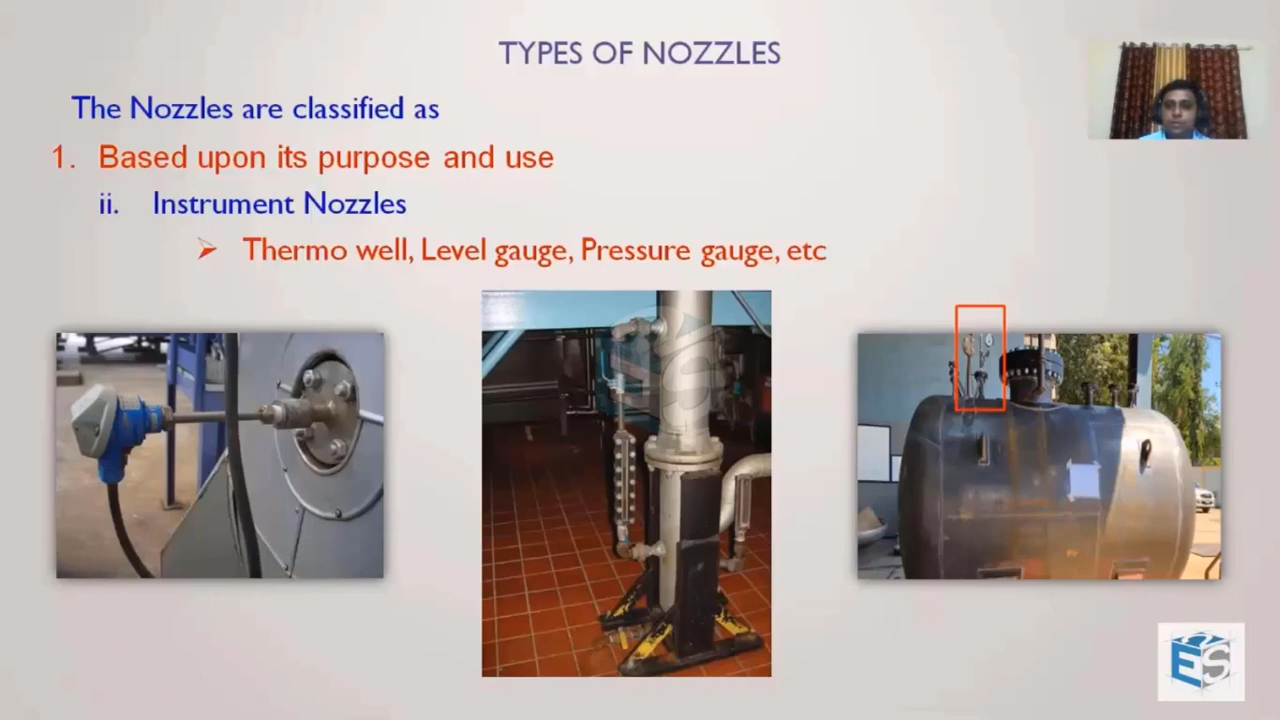 TYPES OF NOZZLES
The Nozzles are classified as
1. Based upon its purpose and use
ii. Instrument Nozzles
➢ Thermo well, Level gauge, Pressure gauge, etc
E²S